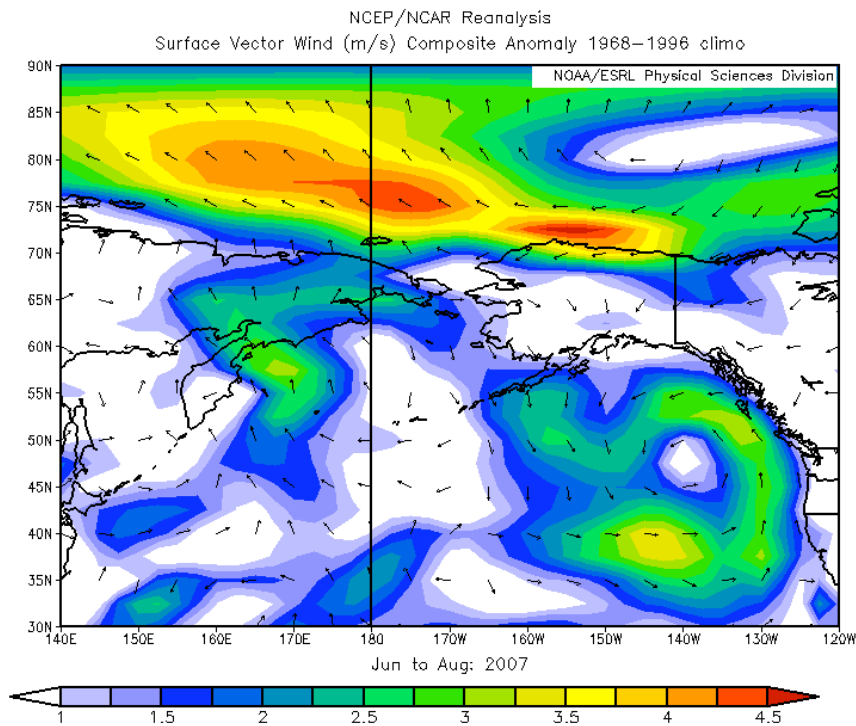 NCEP/NCAR Reanalysis
Surface Vector Wind (m/s) Composite Anomaly 1968−1996 climo
NOAA/ESRL Physical Sciences Division
90N
85N
80N
75N
70N
65N
60N
55N
50N
45N
40N
35N
30N
140E 150E 160E 170E 180 170W 160W 150W 140W 130W 120W
Jun to Aug: 2007
1 1.5 2 2.5 3 3.5 4 4.5